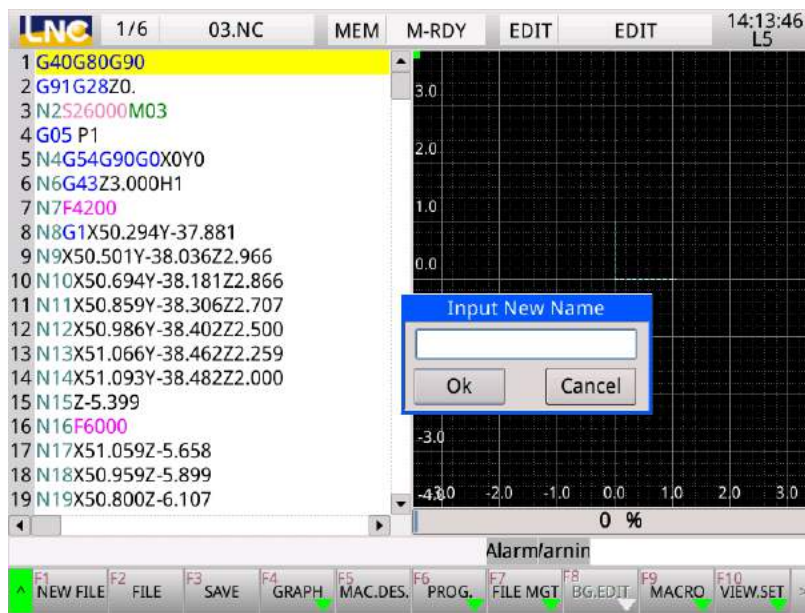 LNC 1/6 03.NC MEM M-RDY EDIT EDIT 14:13:46
L5
1 G40G80G90
2 G91G28Z0.
3 N2S26000M03
4 G05 P1
5 N4G54G90G0X0Y0
6 N6G43Z3.000H1
7 N7F4200
8 N8G1X50.294Y-37.881
9 N9X50.501Y-38.036Z2.966
10 N10X50.694Y-38.181Z2.866
11 N11X50.859Y-38.306Z2.707
12 N12X50.986Y-38.402Z2.500
13 N13X51.066Y-38.462Z2.259
14 N14X51.093Y-38.482Z2.000
15 N15Z-5.399
16 N16F6000
17 N17X51.059Z-5.658
18 N18X50.959Z-5.899
19 N19X50.800Z-6.107
3.0
2.0
1.0
0.0
Input New Name
Ok Cancel
-3.0
-2.0 -1.0 0.0 1.0 2.0 3.0
0 %
Alarm/arnin
^ F1 NEW FILE F2 FILE F3 SAVE F4 GRAPH F5 MAC.DES. F6 PROG. F7 FILE MGT F8 BG.EDIT F9 MACRO F10 VIEW.SET